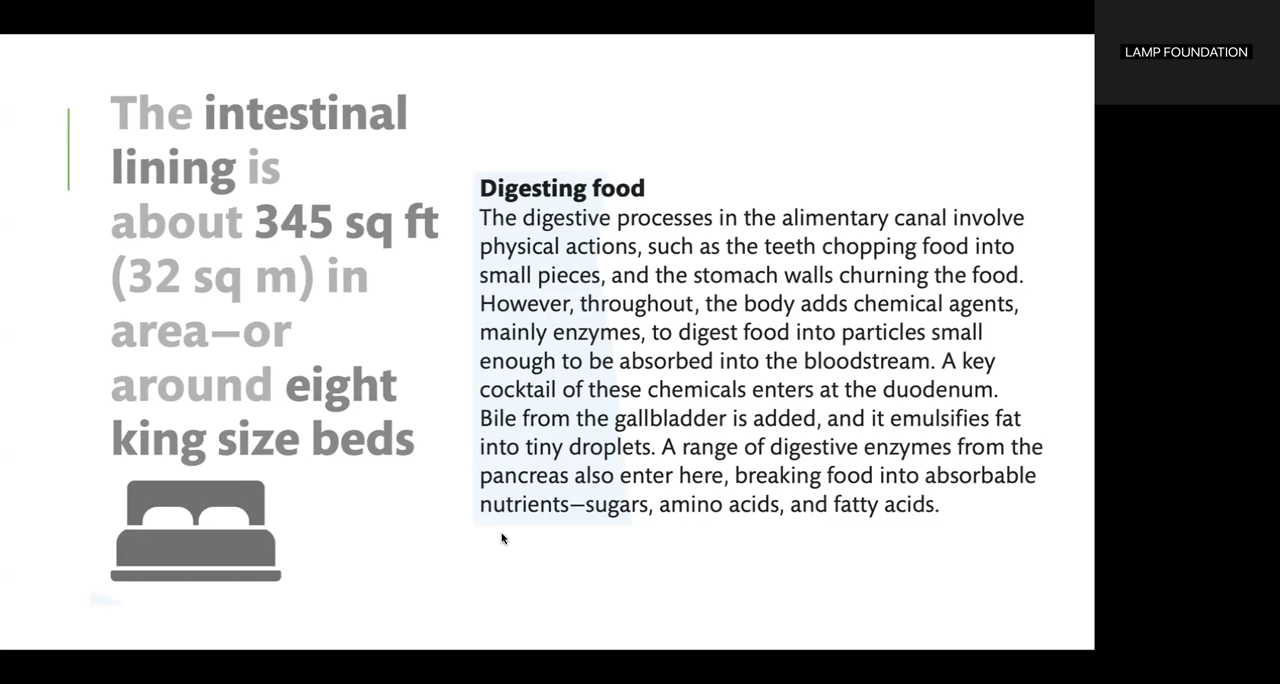 The intestinal
lining is
about 345 sq ft
(32 sq m) in
area—or
around eight
king size beds
Digesting food
The digestive processes in the alimentary canal involve
physical actions, such as the teeth chopping food into
small pieces, and the stomach walls churning the food.
However, throughout, the body adds chemical agents,
mainly enzymes, to digest food into particles small
enough to be absorbed into the bloodstream. A key
cocktail of these chemicals enters at the duodenum.
Bile from the gallbladder is added, and it emulsifies fat
into tiny droplets. A range of digestive enzymes from the
pancreas also enter here, breaking food into absorbable
nutrients—sugars, amino acids, and fatty acids.
LAMP FOUNDATION